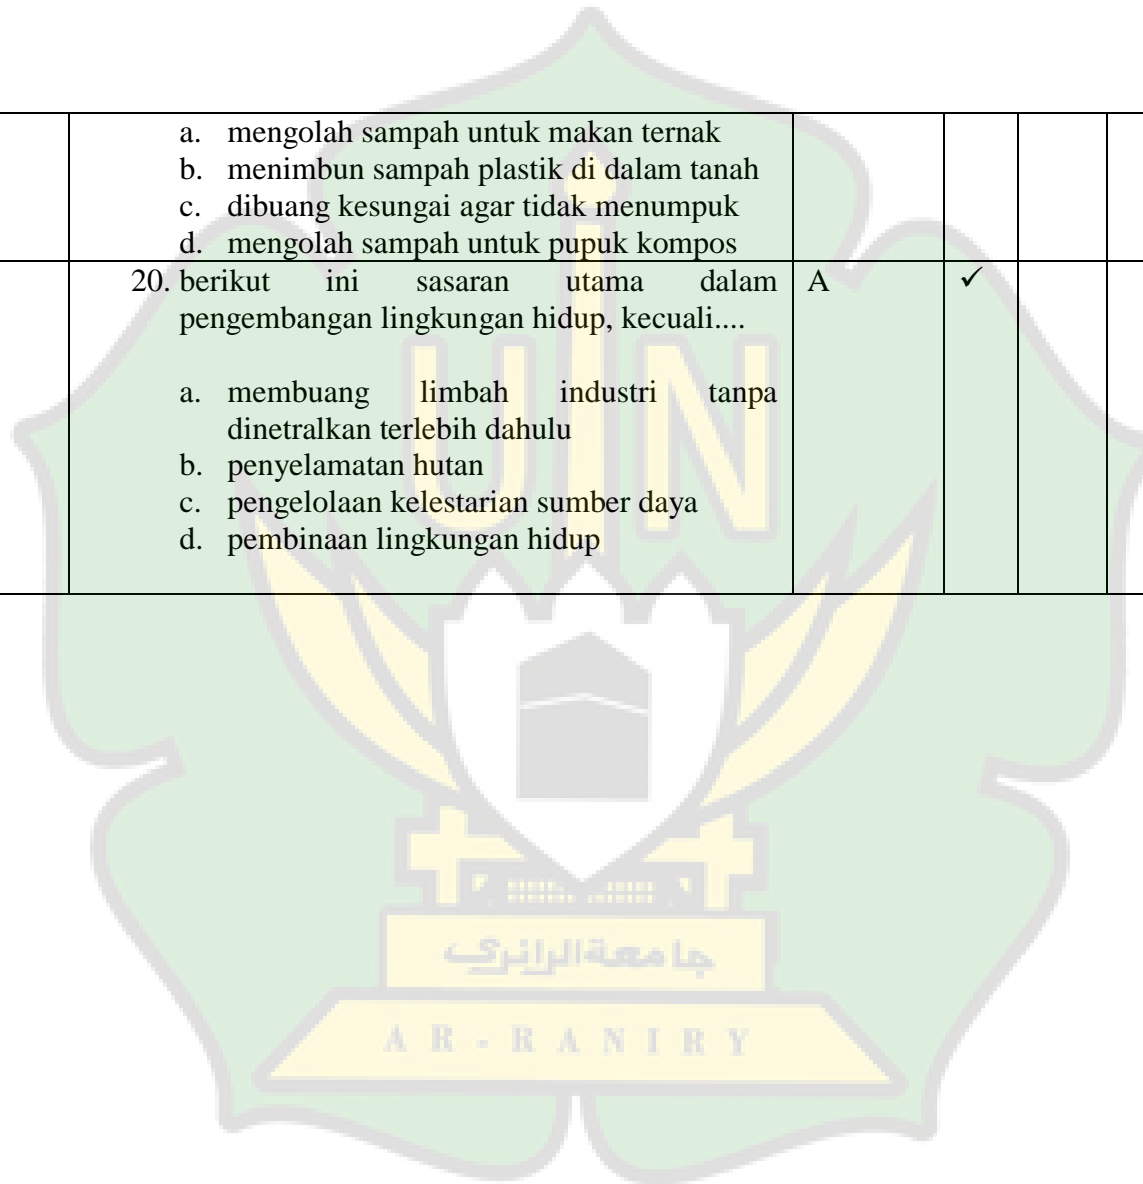 a. mengolah sampah untuk makan ternak
b. menimbun sampah plastik di dalam tanah
c. dibuang kesungai agar tidak menumpuk
d. mengolah sampah untuk pupuk kompos
20. berikut ini sasaran utama dalam A ✓
pengembangan lingkungan hidup, kecuali....
a. membuang limbah industri tanpa
dinetralkan terlebih dahulu
b. penyelamatan hutan
c. pengelolaan kelestarian sumber daya
d. pembinaan lingkungan hidup
UIN
جامعة الرانري
AR-RANIRY